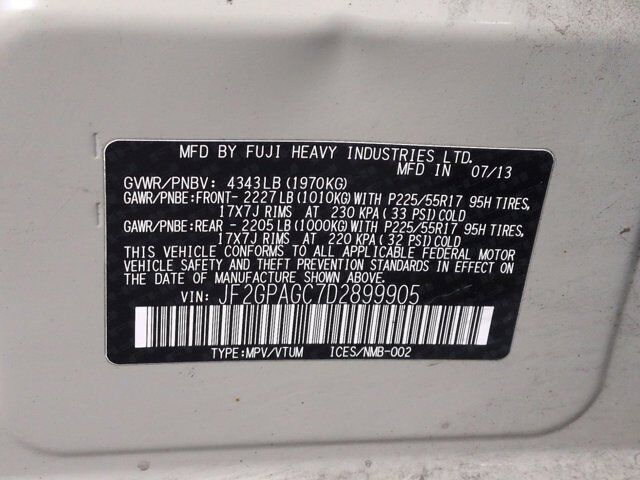 MFD BY FUJI HEAVY INDUSTRIES LTD.
MFD IN 07/13
GVWR/PNBV: 4343LB (1970KG)
GAWR/PNBE:FRONT- 2227 LB (1010KG) WITH P225/55R17 95H TIRES,
17X7J RIMS AT 230 KPA ( 33 PSI) COLD
GAWR/PNBE:REAR - 2205 LB (1000KG) WITH P225/55R17 95H TIRES,
17X7J RIMS AT 220 KPA ( 32 PSI) COLD
THIS VEHICLE CONFORMS TO ALL APPLICABLE FEDERAL MOTOR
VEHICLE SAFETY AND THEFT PREVENTION STANDARDS IN EFFECT ON
THE DATE OF MANUFACTURE SHOWN ABOVE.
VIN: JF2GPAGC7D2899905
TYPE:MPV/VTUM ICES/NMB-002